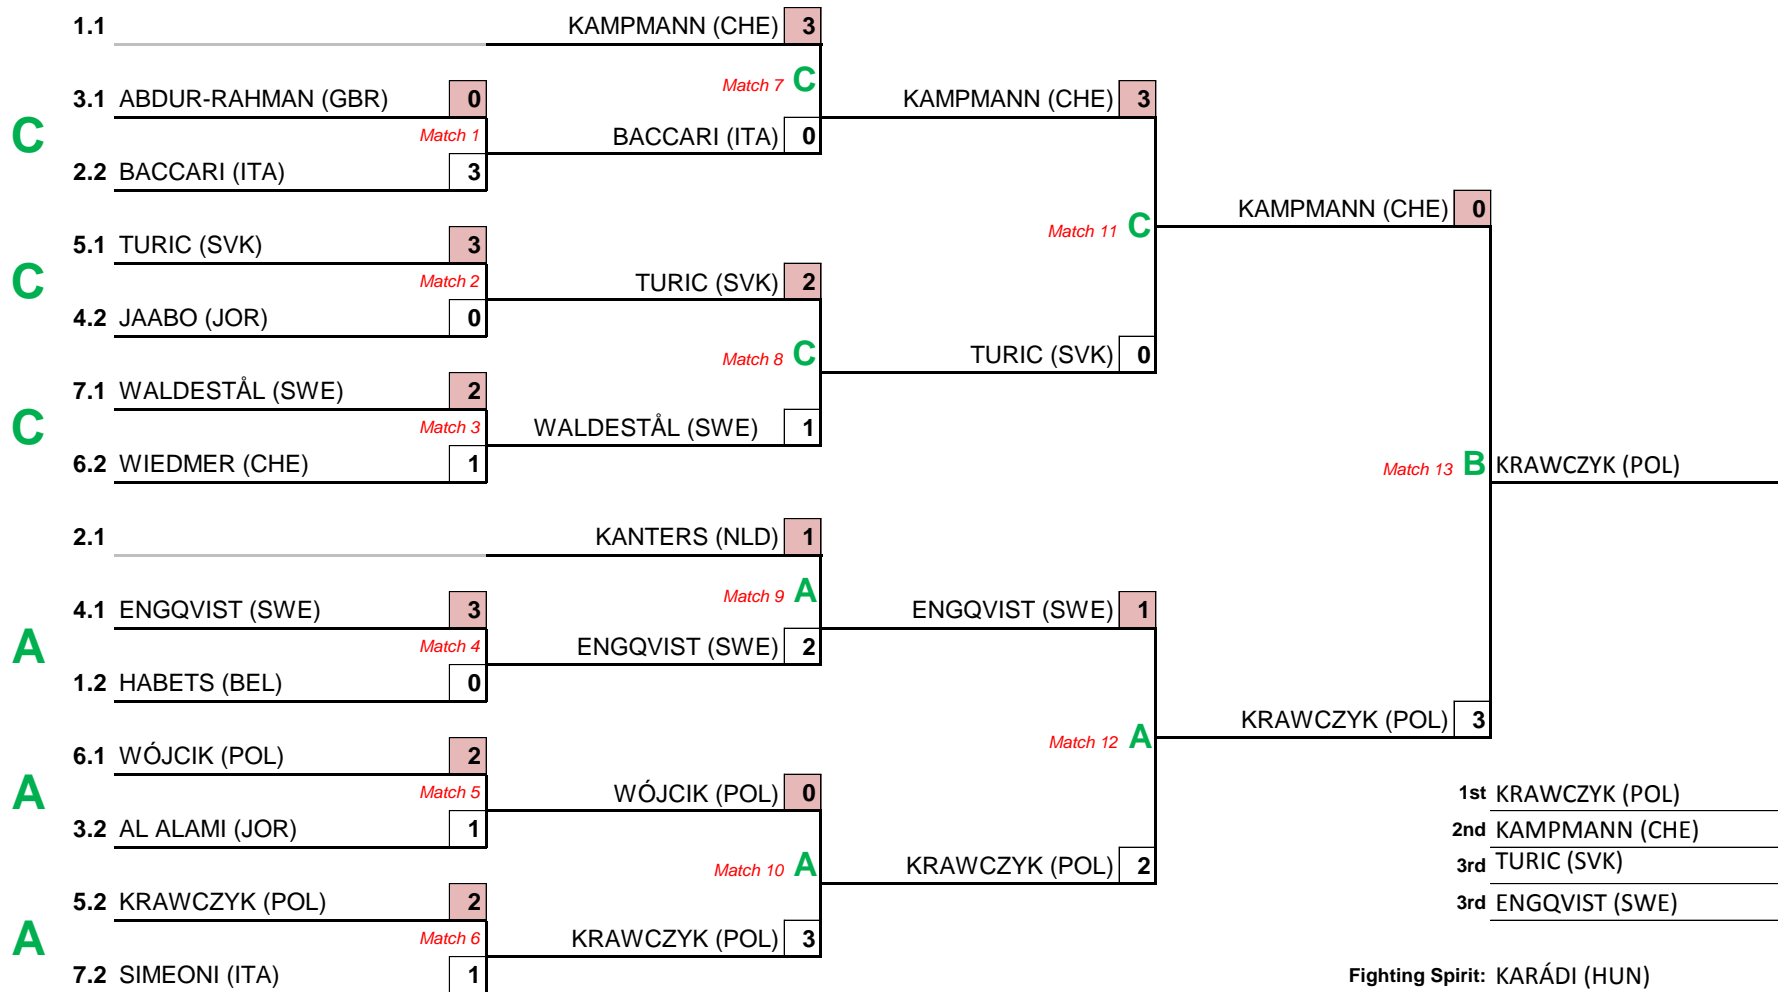 1.1 KAMPMANN (CHE) 3
Match 7 C
3.1 ABDUR-RAHMAN (GBR) 0 KAMPMANN (CHE) 3
C Match 1 BACCARI (ITA) 0
2.2 BACCARI (ITA) 3
KAMPMANN (CHE) 0
Match 11 C
5.1 TURIC (SVK) 3
C Match 2 TURIC (SVK) 2
4.2 JAABO (JOR) 0
Match 8 C TURIC (SVK) 0
7.1 WALDESTÅL (SWE) 2
C Match 3 WALDESTÅL (SWE) 1
6.2 WIEDMER (CHE) 1
Match 13 B KRAWCZYK (POL)
2.1 KANTERS (NLD) 1
Match 9 A
4.1 ENGQVIST (SWE) 3 ENGQVIST (SWE) 1
A Match 4 ENGQVIST (SWE) 2
1.2 HABETS (BEL) 0
KRAWCZYK (POL) 3
Match 12 A
6.1 WÓJCIK (POL) 2
A Match 5 WÓJCIK (POL) 0
1st KRAWCZYK (POL)
3.2 AL ALAMI (JOR) 1
2nd KAMPMANN (CHE)
Match 10 A KRAWCZYK (POL) 2
3rd TURIC (SVK)
5.2 KRAWCZYK (POL) 2
3rd ENGQVIST (SWE)
A Match 6 KRAWCZYK (POL) 3
7.2 SIMEONI (ITA) 1
Fighting Spirit: KARÁDI (HUN)